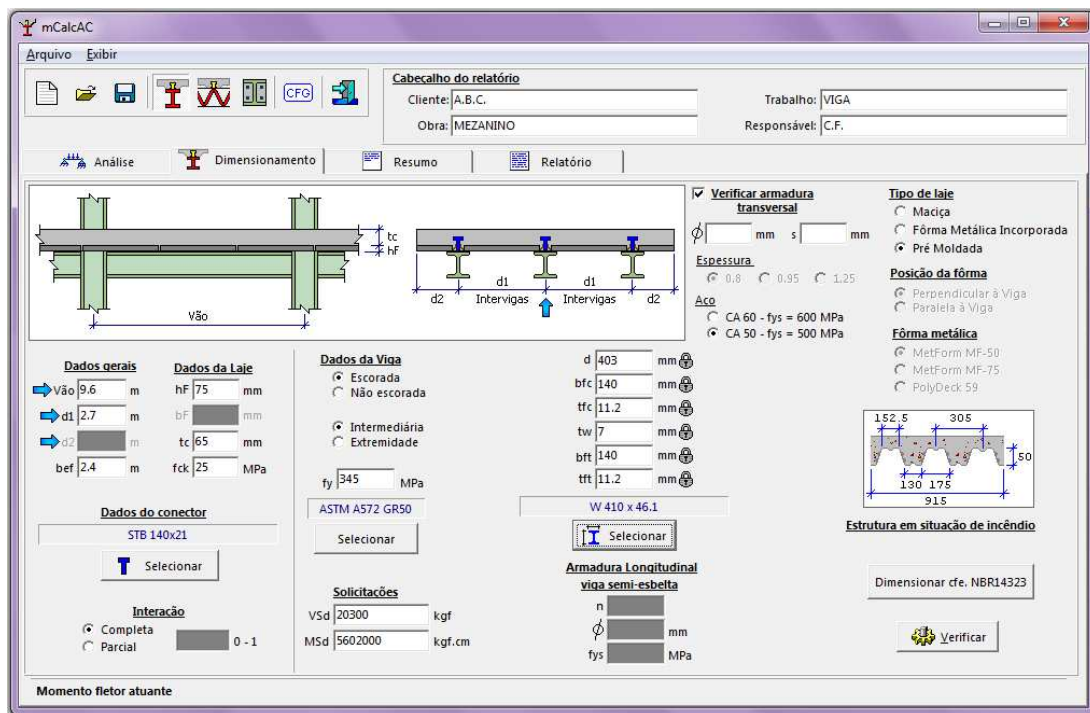 mCalcAC
Arquivo Exibir
CFG
Cabeçalho do relatório
Cliente: A.B.C. Trabalho: VIGA
Obra: MEZANINO Responsável: C.F.
Análise Dimensionamento Resumo Relatório
tc
hF
Vão
d1 d1
d2 Intervigas Intervigas d2
Verificar armadura
transversal
ϕ mm s mm
Espessura
0.8 0.95 1.25
Aço
CA 60 - fys = 600 MPa
CA 50 - fys = 500 MPa
Tipo de laje
Maciça
Fôrma Metálica Incorporada
Pré Moldada
Posição da fôrma
Perpendicular à Viga
Paralela à Viga
Fôrma metálica
MetForm MF-50
MetForm MF-75
PolyDeck 59
152.5 305
50
130 175
915
Dados gerais
Vão 9.6 m
d1 2.7 m
d2 m
bef 2.4 m
Dados da Laje
hF 75 mm
bF mm
tc 65 mm
fck 25 MPa
Dados do conector
STB 140x21
Selecionar
Interação
Completa
Parcial
0 - 1
Dados da Viga
Escorada
Não escorada
Intermediária
Extremidade
fy 345 MPa
ASTM A572 GR50
Selecionar
Solicitações
VSd 20300 kgf
MSd 5602000 kgf.cm
d 403 mm
bfc 140 mm
tfc 11.2 mm
tw 7 mm
bft 140 mm
tft 11.2 mm
W 410 x 46.1
Selecionar
Armadura Longitudinal
viga semi-esbelta
n
ϕ mm
fys MPa
Estrutura em situacão de incêndio
Dimensionar cfe. NBR14323
Verificar
Momento fletor atuante